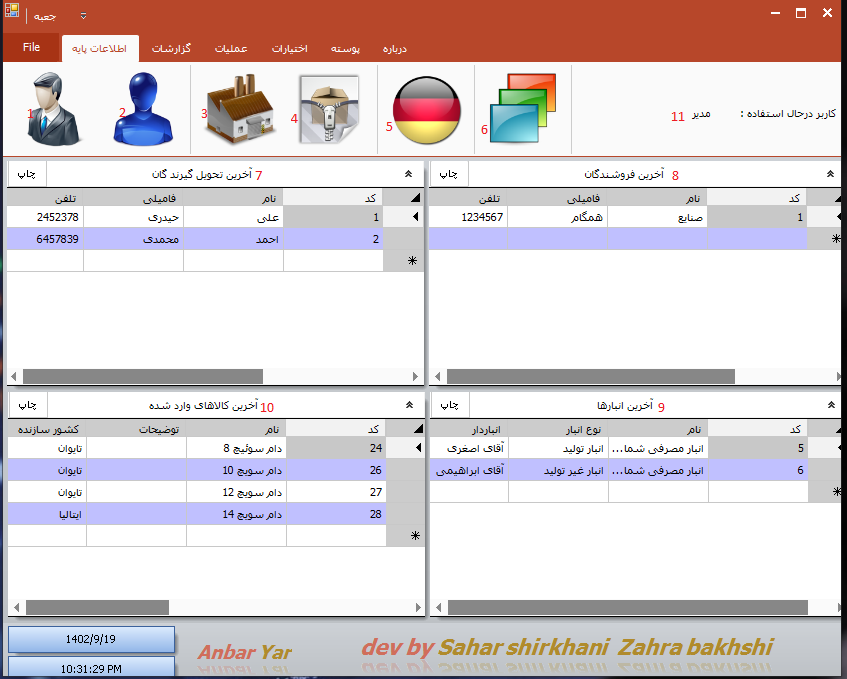 جعبه
File اطلاعات پایه گزارشات عملیات اختیارات پوسته درباره
1 2 3 4 5 6 11 مدیر کاربر درحال استفاده :
آخرین فروشندگان 8 چاپ
کد نام فامیلی تلفن
1 صنایع همگام 1234567
آخرین تحویل گیرند گان 7 چاپ
کد نام فامیلی تلفن
1 علی حیدری 2452378
2 احمد محمدی 6457839
آخرین انبارها 9 چاپ
کد نام نوع انبار انباردار
5 انبار مصرفی شما... انبار تولید آقای اصغری
6 انبار مصرفی شما... انبار غیر تولید آقای ابراهیمی
آخرین کالاهای وارد شده 10 چاپ
کد نام توضیحات کشور سازنده
24 دام سوئیچ 8 تایوان
26 دام سویچ 10 تایوان
27 دام سویچ 12 تایوان
28 دام سویچ 14 ایتالیا
1402/9/19
10:31:29 PM
Anbar Yar
dev by Sahar shirkhani Zahra bakhshi